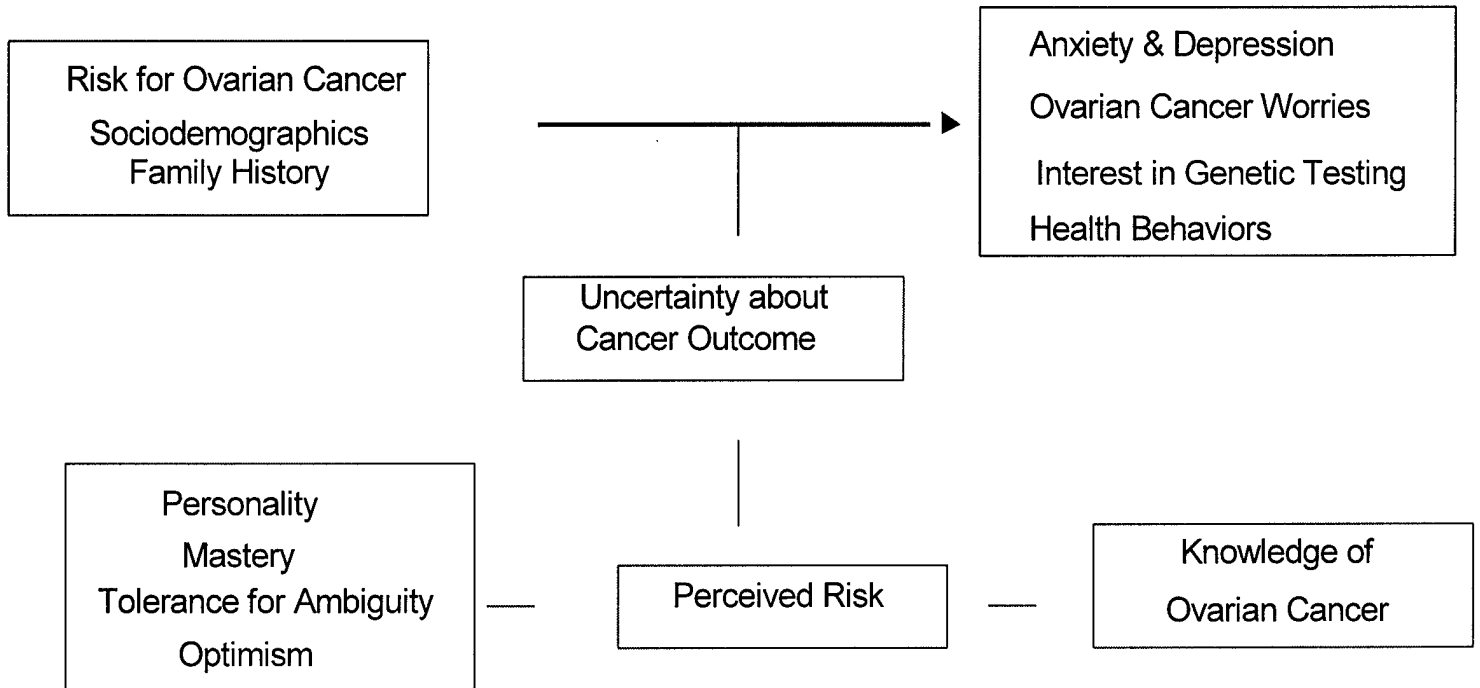 Risk for Ovarian Cancer
Sociodemographics
Family History
Anxiety & Depression
Ovarian Cancer Worries
Interest in Genetic Testing
Health Behaviors
Uncertainty about
Cancer Outcome
Personality
Mastery
Tolerance for Ambiguity
Optimism
Perceived Risk
Knowledge of
Ovarian Cancer